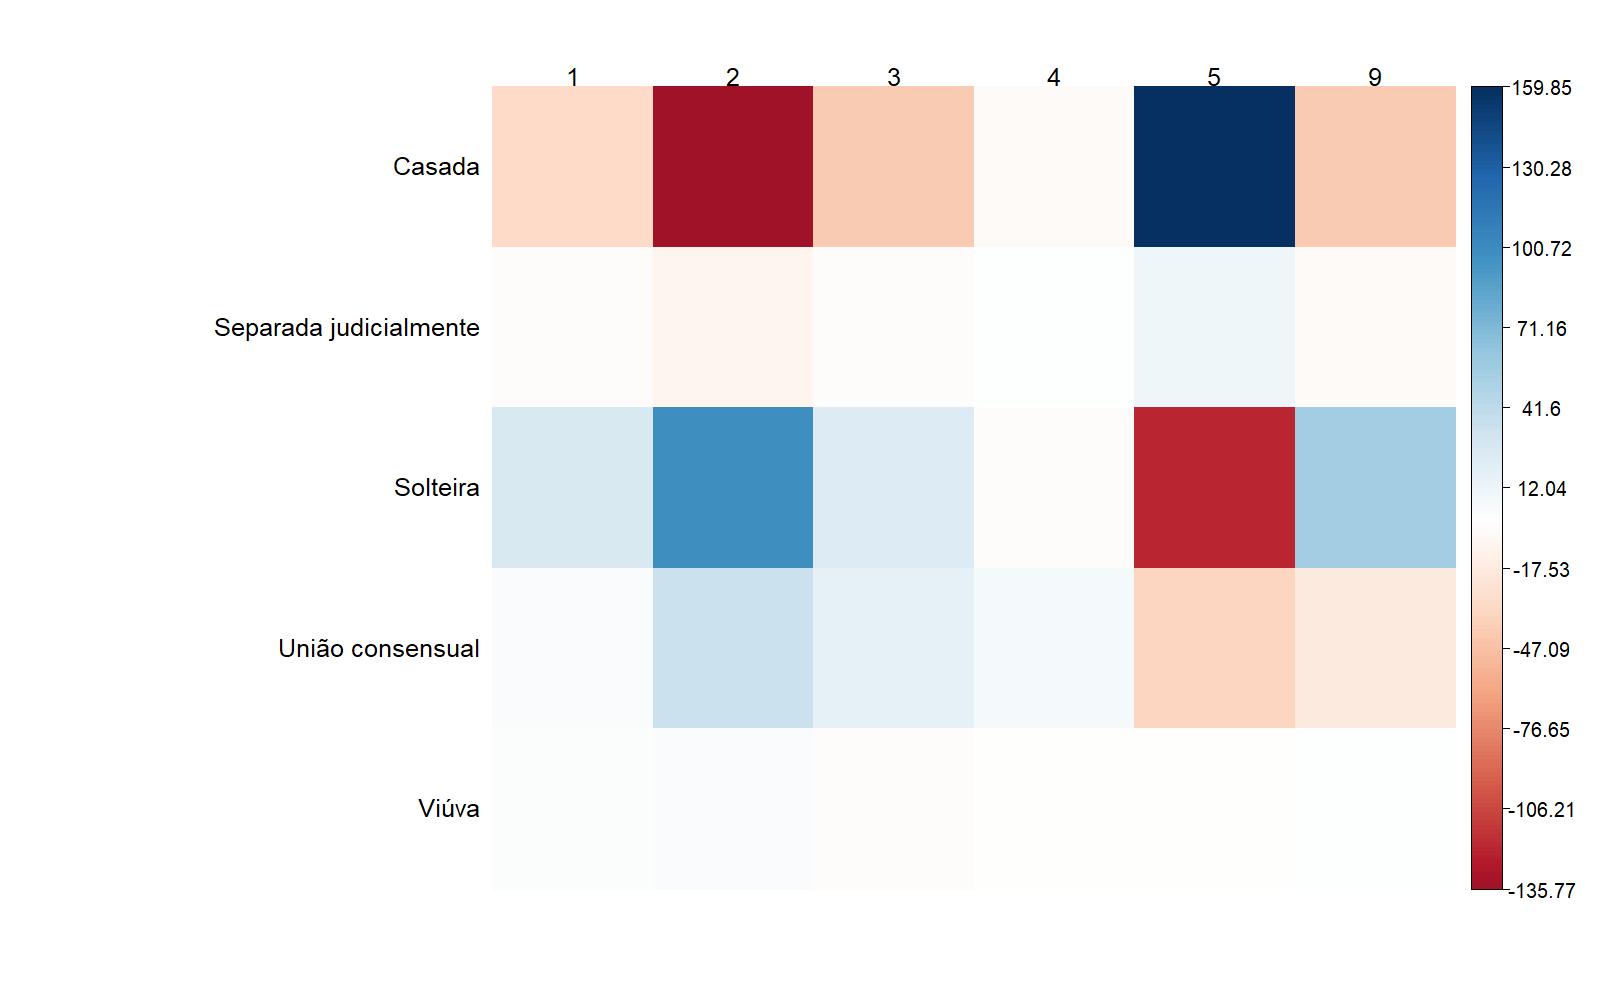 1 2 3 4 5 9
Casada
Separada judicialmente
Solteira
União consensual
Viúva
159.85
130.28
100.72
71.16
41.6
12.04
-17.53
-47.09
-76.65
-106.21
-135.77